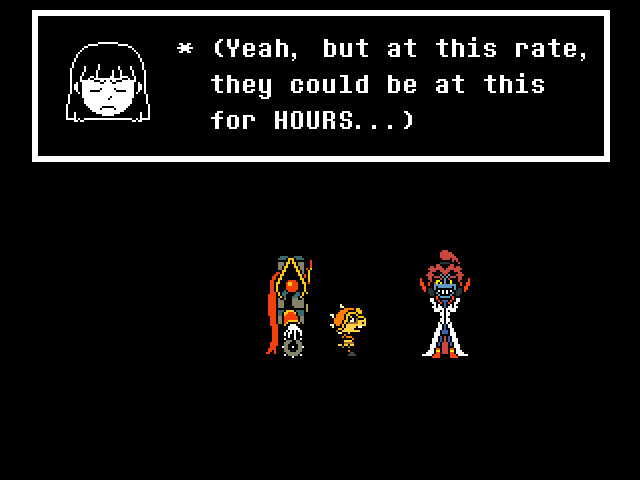 * (Yeah, but at this rate,
they could be at this
for HOURS...)